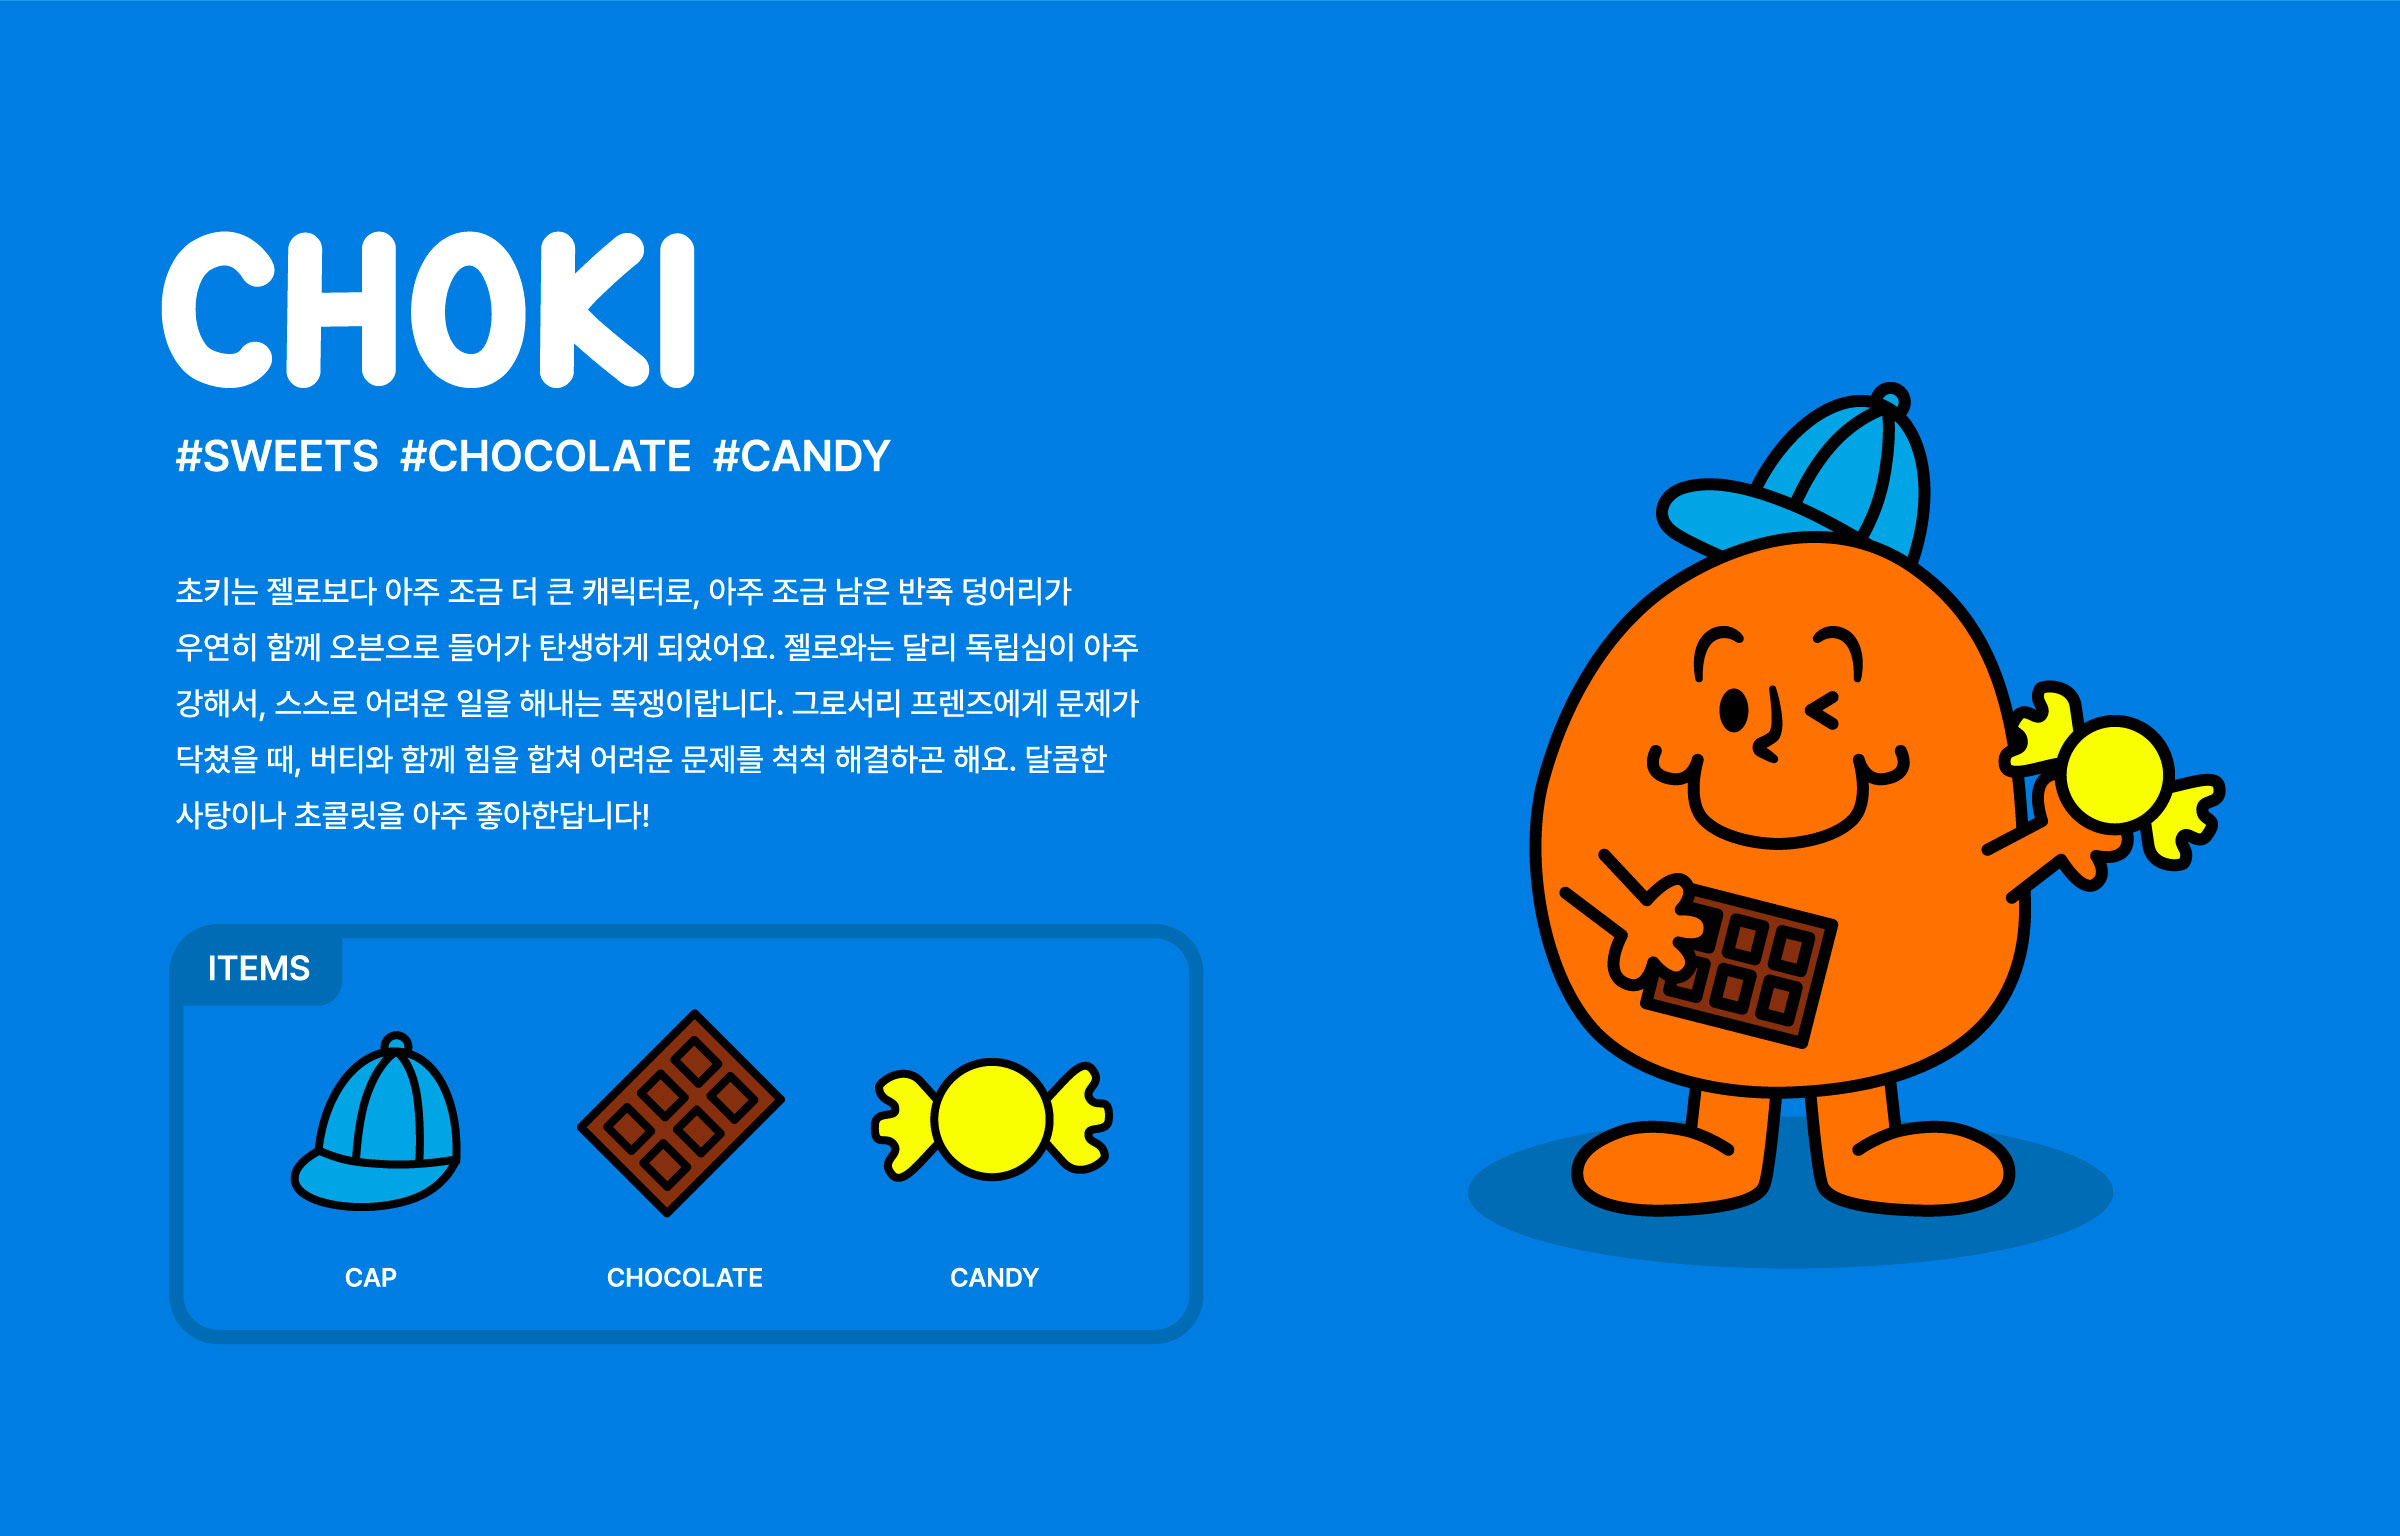 CHOKI
#SWEETS #CHOCOLATE #CANDY
초키는 젤로보다 아주 조금 더 큰 캐릭터로, 아주 조금 남은 반죽 덩어리가
우연히 함께 오븐으로 들어가 탄생하게 되었어요. 젤로와는 달리 독립심이 아주
강해서, 스스로 어려운 일을 해내는 똑쟁이랍니다. 그로서리 프렌즈에게 문제가
닥쳤을 때, 버티와 함께 힘을 합쳐 어려운 문제를 척척 해결하곤 해요. 달콤한
사탕이나 초콜릿을 아주 좋아한답니다!
ITEMS
CAP
CHOCOLATE
CANDY